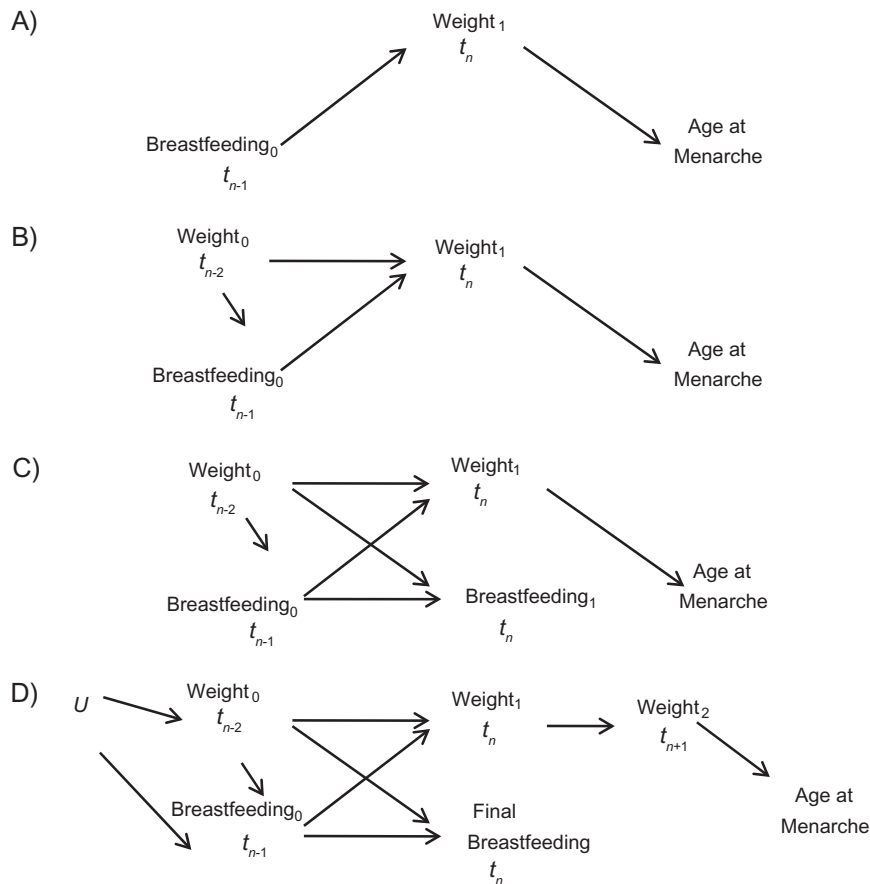 A)
Weight₁
tₙ
Breastfeeding₀
tₙ₋₁
Age at
Menarche
B)
Weight₀
tₙ₋₂
Weight₁
tₙ
Breastfeeding₀
tₙ₋₁
Age at
Menarche
C)
Weight₀
tₙ₋₂
Weight₁
tₙ
Breastfeeding₀
tₙ₋₁
Breastfeeding₁
tₙ
Age at
Menarche
D)
U
Weight₀
tₙ₋₂
Weight₁
tₙ
Weight₂
tₙ₊₁
Breastfeeding₀
tₙ₋₁
Final
Breastfeeding
tₙ
Age at
Menarche